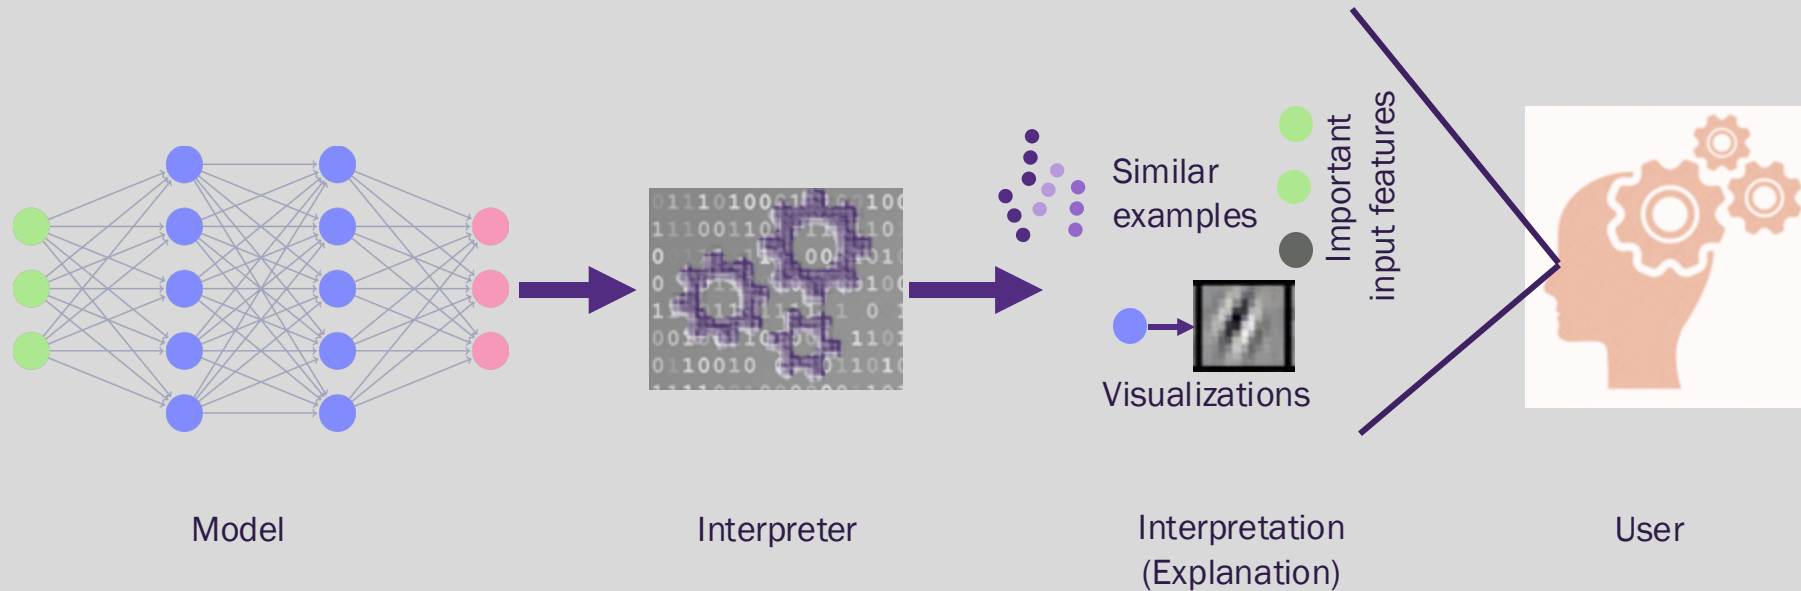 Similar
examples
Important
input features
Visualizations
Model
Interpreter
Interpretation
(Explanation)
User